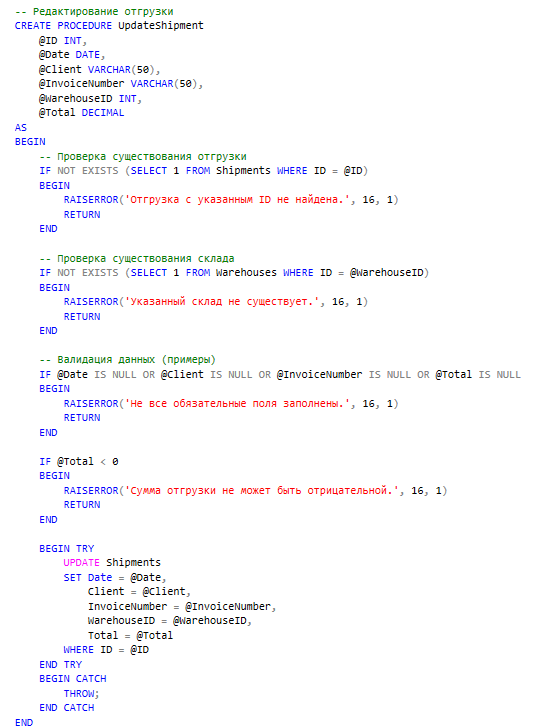 -- Редактирование отгрузки
CREATE PROCEDURE UpdateShipment
    @ID INT,
    @Date DATE,
    @Client VARCHAR(50),
    @InvoiceNumber VARCHAR(50),
    @WarehouseID INT,
    @Total DECIMAL
AS
BEGIN
    -- Проверка существования отгрузки
    IF NOT EXISTS (SELECT 1 FROM Shipments WHERE ID = @ID)
    BEGIN
        RAISERROR('Отгрузка с указанным ID не найдена.', 16, 1)
        RETURN
    END

    -- Проверка существования склада
    IF NOT EXISTS (SELECT 1 FROM Warehouses WHERE ID = @WarehouseID)
    BEGIN
        RAISERROR('Указанный склад не существует.', 16, 1)
        RETURN
    END

    -- Валидация данных (примеры)
    IF @Date IS NULL OR @Client IS NULL OR @InvoiceNumber IS NULL OR @Total IS NULL
    BEGIN
        RAISERROR('Не все обязательные поля заполнены.', 16, 1)
        RETURN
    END

    IF @Total < 0
    BEGIN
        RAISERROR('Сумма отгрузки не может быть отрицательной.', 16, 1)
        RETURN
    END

    BEGIN TRY
        UPDATE Shipments
        SET Date = @Date,
            Client = @Client,
            InvoiceNumber = @InvoiceNumber,
            WarehouseID = @WarehouseID,
            Total = @Total
        WHERE ID = @ID
    END TRY
    BEGIN CATCH
        THROW;
    END CATCH
END